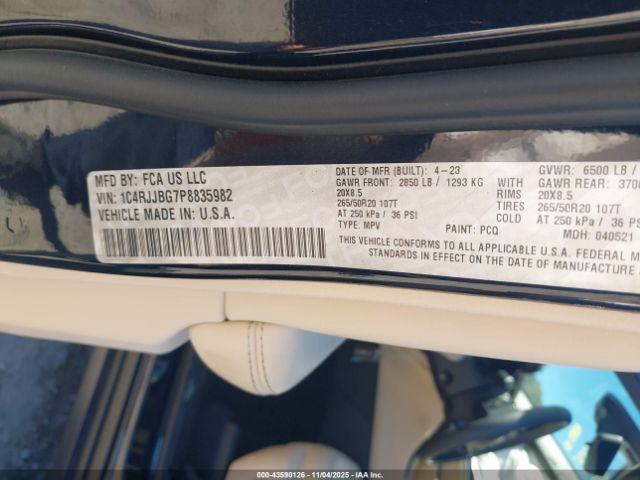 MFD BY: FCA US LLC
VIN: 1C4RJJBG7P8835982
VEHICLE MADE IN: U.S.A.
DATE OF MFR (BUILT): 4-23
GAWR FRONT: 2850 LB / 1293 KG
20X8.5
265/50R20 107T
AT 250 kPa / 36 PSI
TYPE: MPV
PAINT: PCQ
WITH
RIMS
TIRES
COLD
GVWR: 6500 LB /
GAWR REAR: 370
20X8.5
265/50R20 107T
AT 250 kPa / 36 PSI
MDH: 040521
THIS VEHICLE CONFORMS TO ALL APPLICABLE U.S.A. FEDERAL M
STANDARDS IN EFFECT ON THE DATE OF MANUFACTURE
000-43590126 - 11/04/2025 - IAAI.COM